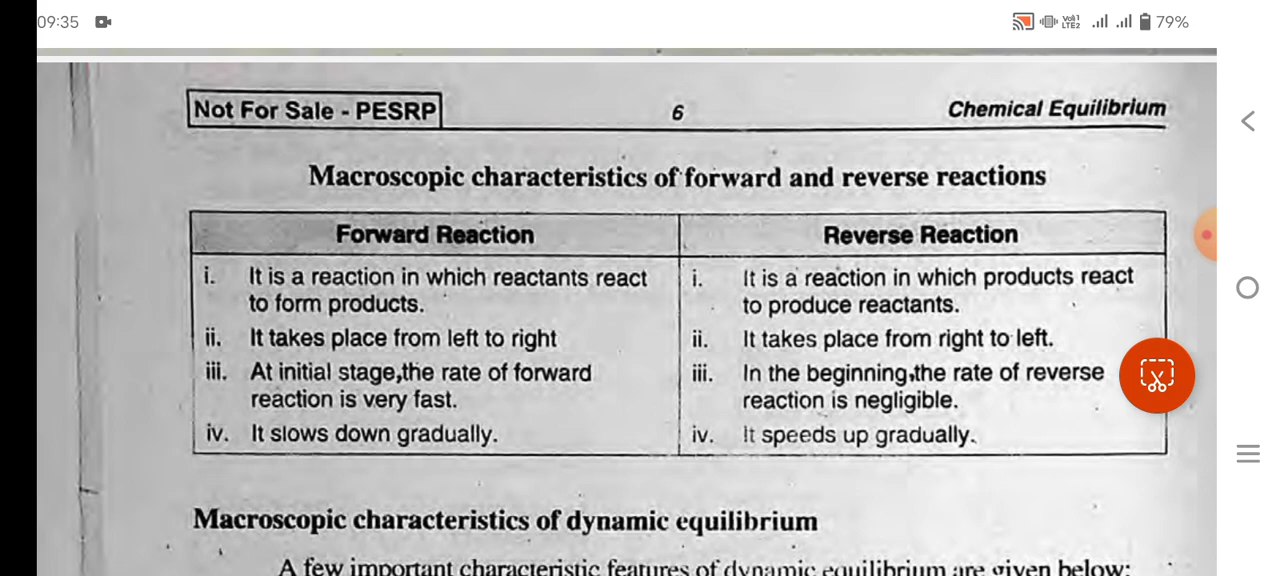 09:35
Vol) 1
LTE2
79%
Not For Sale - PESRP 6 Chemical Equilibrium
Macroscopic characteristics of forward and reverse reactions
Forward Reaction Reverse Reaction
i. It is a reaction in which reactants react
to form products.
ii. It takes place from left to right
iii. At initial stage,the rate of forward
reaction is very fast.
iv. It slows down gradually.
i. It is a reaction in which products react
to produce reactants.
ii. It takes place from right to left.
iii. In the beginning,the rate of reverse
reaction is negligible.
iv. It speeds up gradually.
Macroscopic characteristics of dynamic equilibrium
A few important characteristic features of dynamic equilibrium are given below: